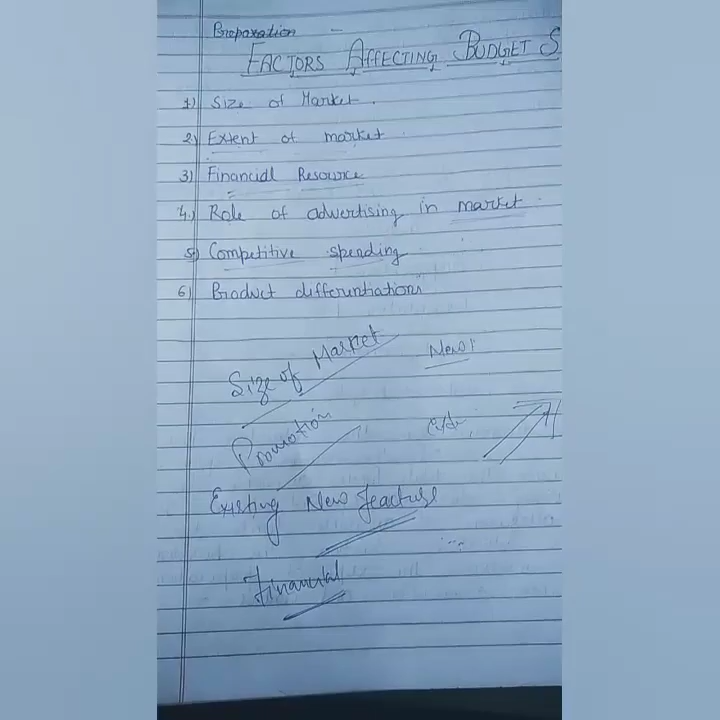 Preparation –
FACTORS AFFECTING BUDGET S
1) Size of Market.
2) Extent of market
3) Financial Resource
4.) Role of advertising in market
5) Competitive spending
6) Product differentiations
Size of Market
New!
Promotion
Existing New feacture
Financial